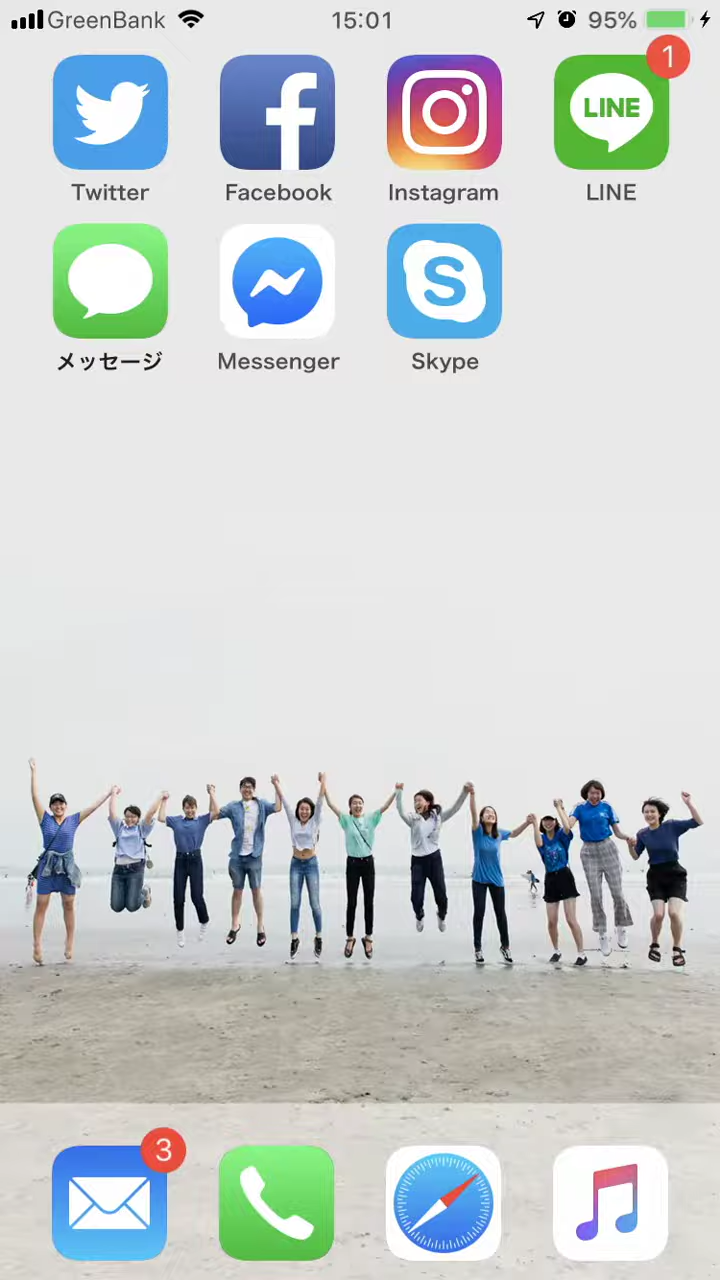 GreenBank 15:01 95%
1
LINE
Twitter Facebook Instagram LINE
メッセージ Messenger Skype
3